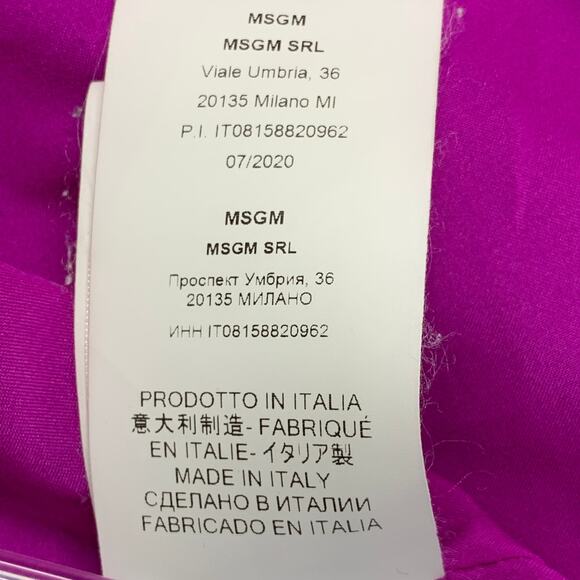 MSGM
MSGM SRL
Viale Umbria, 36
20135 Milano MI
P.I. IT08158820962
07/2020
MSGM
MSGM SRL
Проспект Умбрия, 36
20135 МИЛАНО
ИНН IT08158820962
PRODOTTO IN ITALIA
意大利制造- FABRIQUÉ
EN ITALIE- イタリア製
MADE IN ITALY
СДЕЛАНО В ИТАЛИИ
FABRICADO EN ITALIA